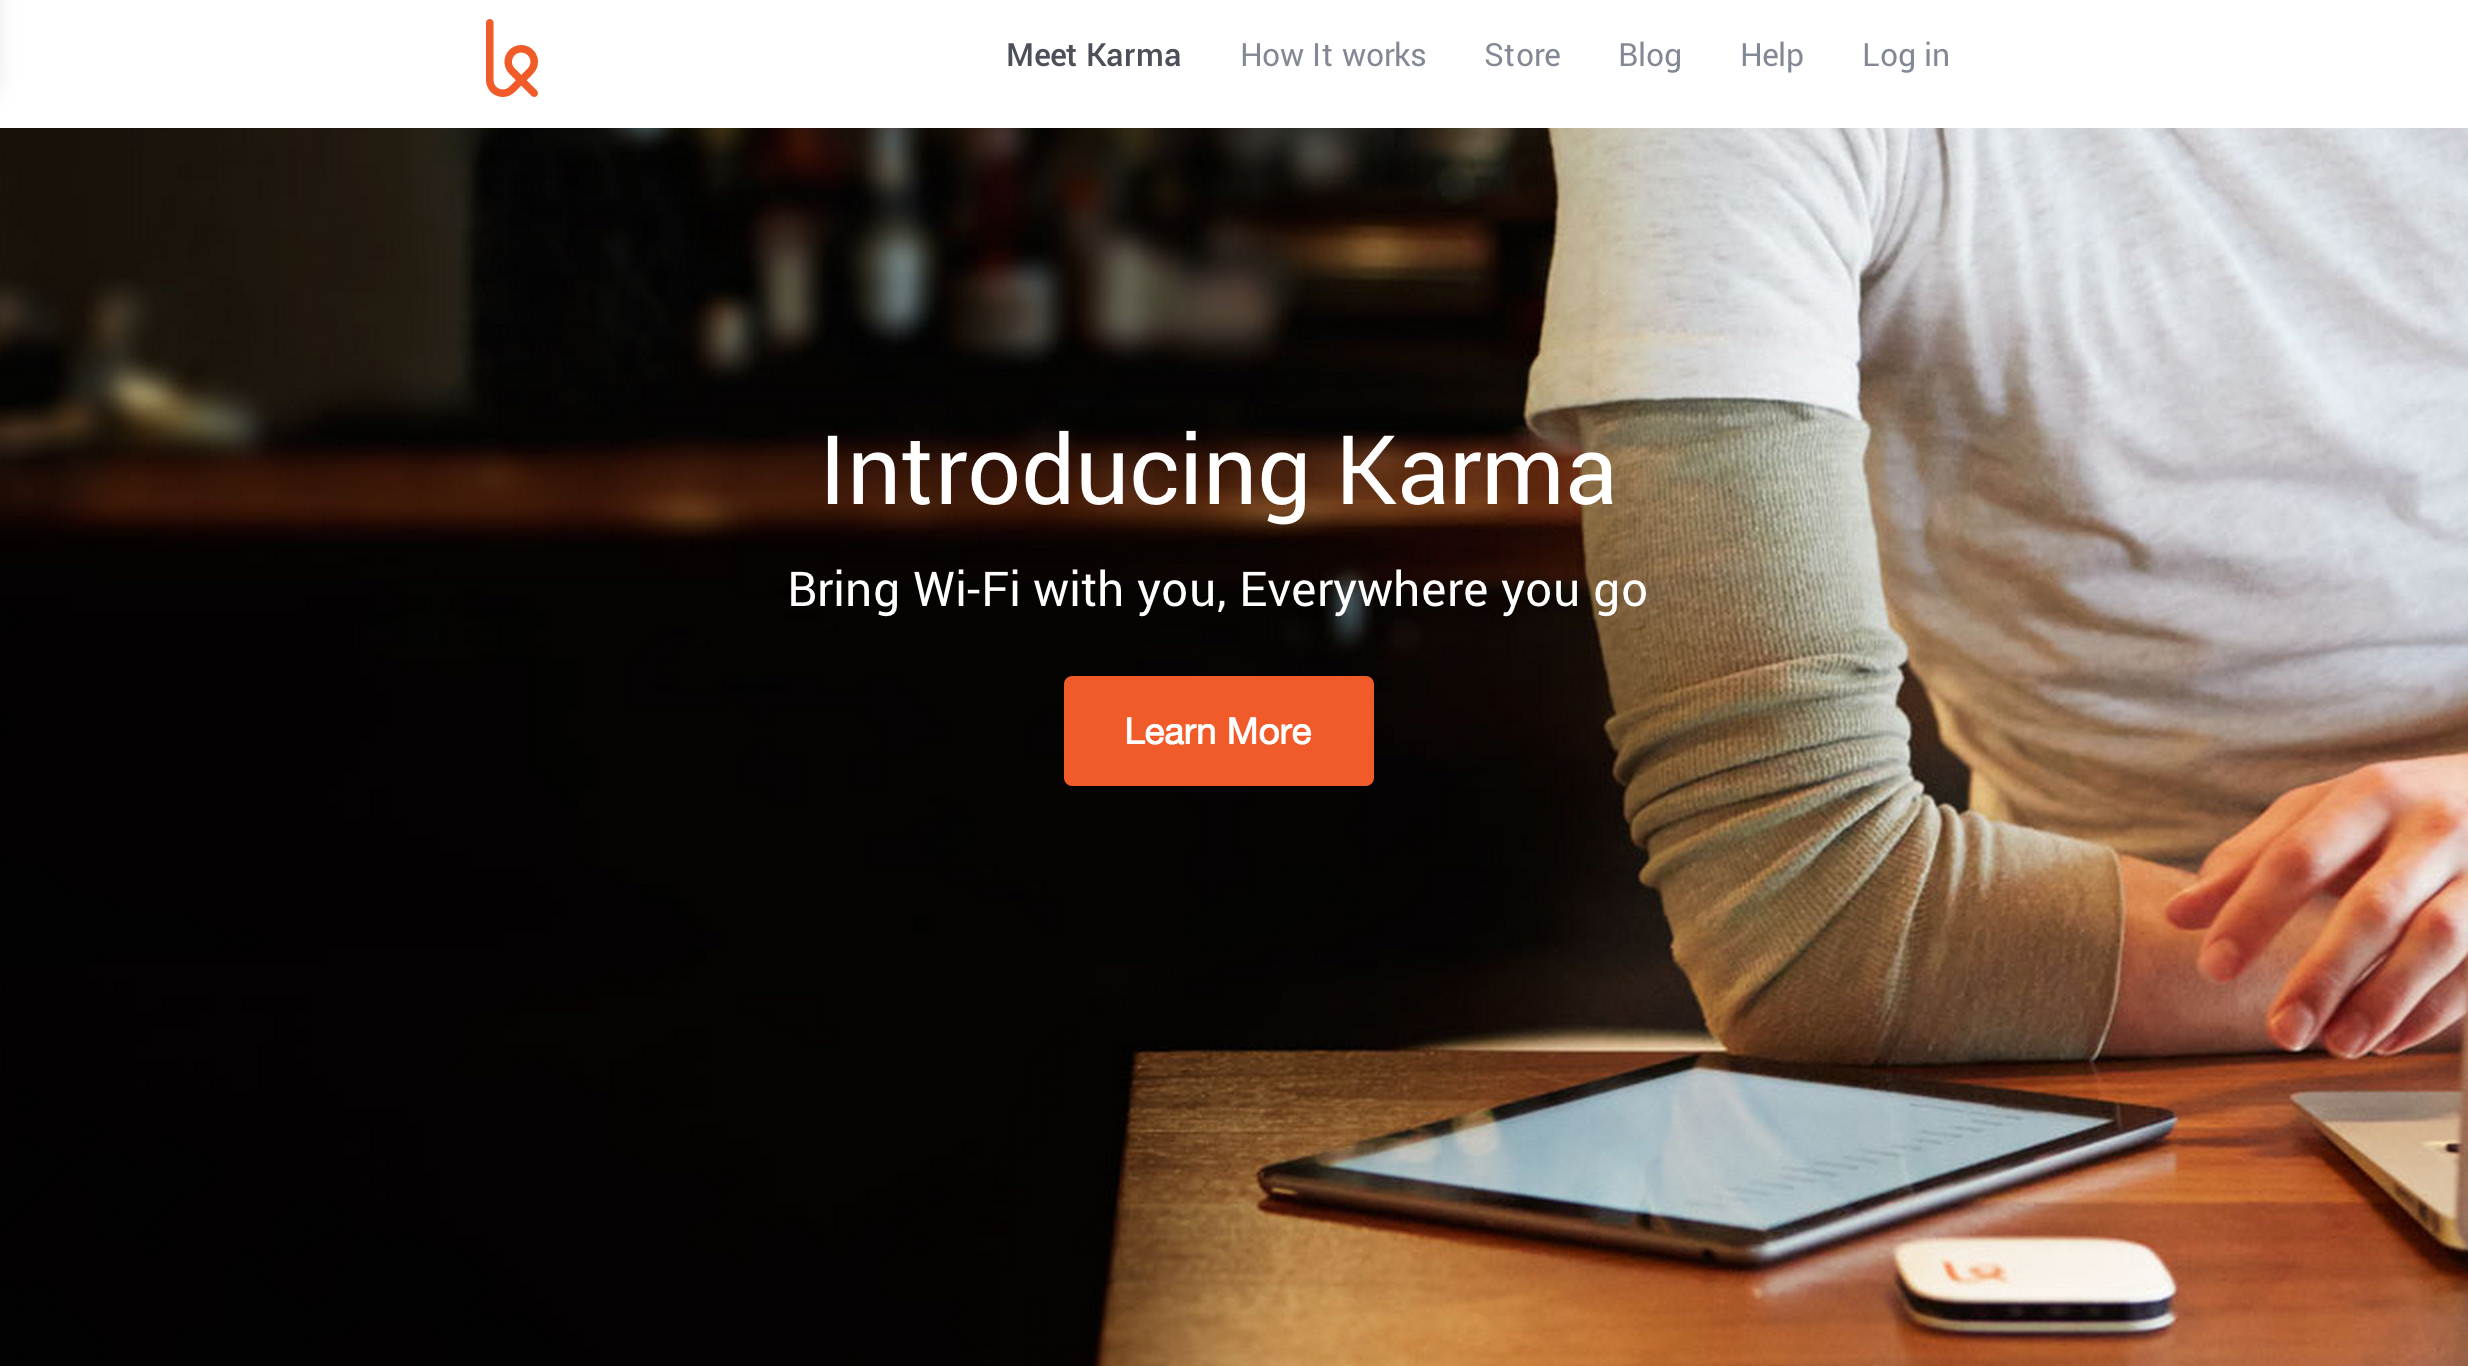 Meet Karma How It works Store Blog Help Log in
Introducing Karma
Bring Wi-Fi with you, Everywhere you go
Learn More